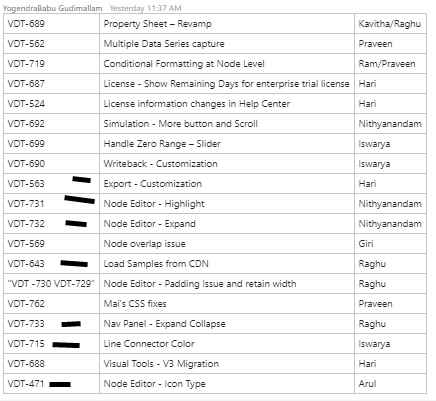 YogendraBabu Gudimallam Yesterday 11:37 AM
VDT-689 Property Sheet – Revamp Kavitha/Raghu
VDT-562 Multiple Data Series capture Praveen
VDT-719 Conditional Formatting at Node Level Ram/Praveen
VDT-687 License - Show Remaining Days for enterprise trial license Hari
VDT-524 License information changes in Help Center Hari
VDT-692 Simulation - More button and Scroll Nithyanandam
VDT-699 Handle Zero Range – Slider Iswarya
VDT-690 Writeback - Customization Iswarya
VDT-563 Export - Customization Hari
VDT-731 Node Editor - Highlight Nithyanandam
VDT-732 Node Editor - Expand Nithyanandam
VDT-569 Node overlap issue Giri
VDT-643 Load Samples from CDN Raghu
"VDT -730 VDT-729" Node Editor - Padding Issue and retain width Raghu
VDT-762 Mai's CSS fixes Praveen
VDT-733 Nav Panel - Expand Collapse Raghu
VDT-715 Line Connector Color Iswarya
VDT-688 Visual Tools - V3 Migration Hari
VDT-471 Node Editor - Icon Type Arul